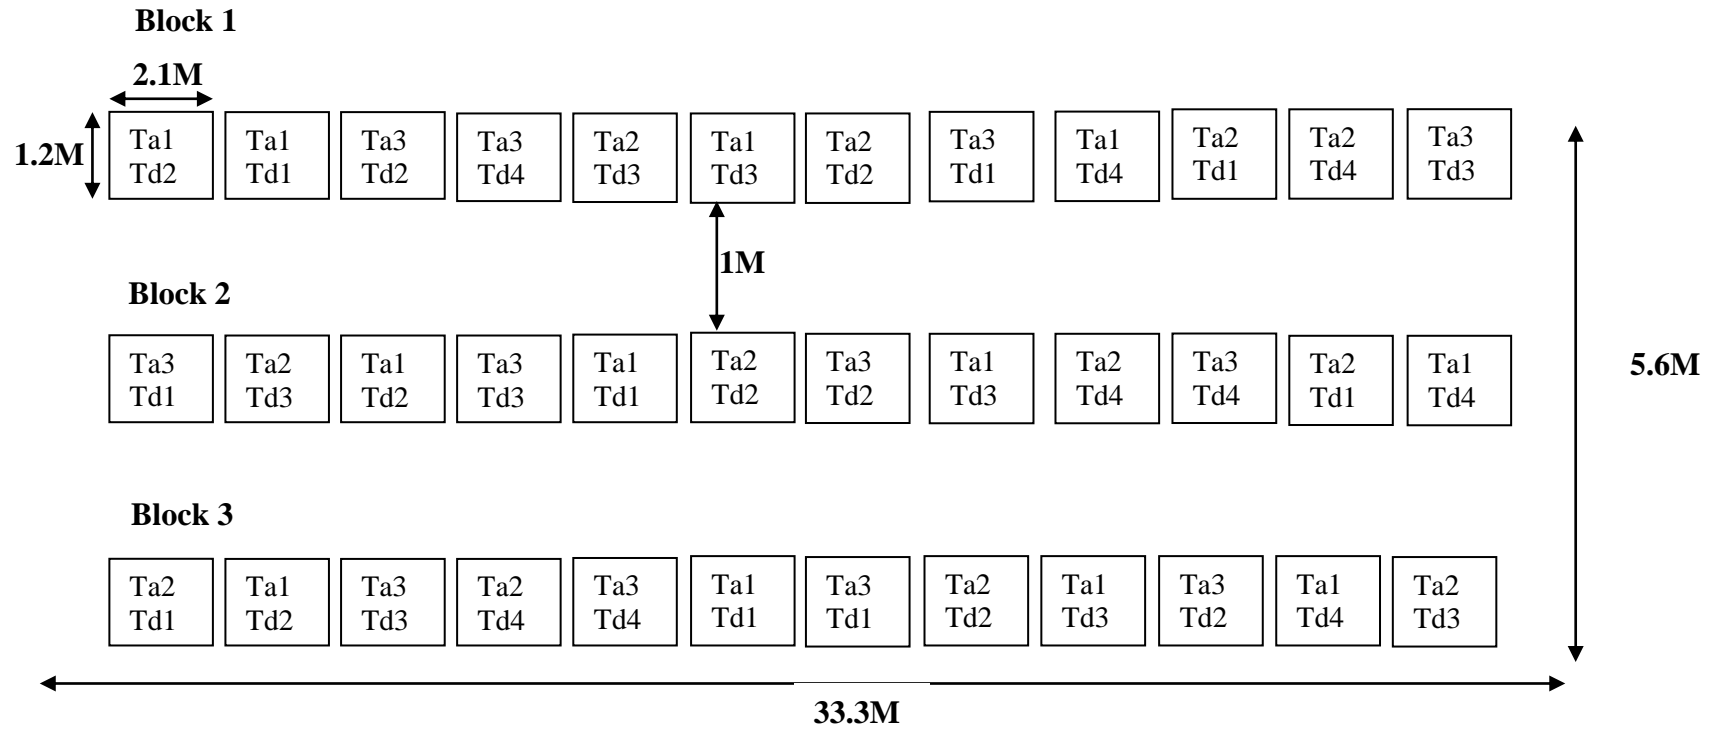 Block 1
2.1M
1.2M
Ta1 Ta1 Ta3 Ta3 Ta2 Ta1 Ta2 Ta3 Ta1 Ta2 Ta2 Ta3
Td2 Td1 Td2 Td4 Td3 Td3 Td2 Td1 Td4 Td1 Td4 Td3
1M
Block 2
Ta3 Ta2 Ta1 Ta3 Ta1 Ta2 Ta3 Ta1 Ta2 Ta3 Ta2 Ta1
Td1 Td3 Td2 Td3 Td1 Td2 Td2 Td3 Td4 Td4 Td1 Td4
5.6M
Block 3
Ta2 Ta1 Ta3 Ta2 Ta3 Ta1 Ta3 Ta2 Ta1 Ta3 Ta1 Ta2
Td1 Td2 Td3 Td4 Td4 Td1 Td1 Td2 Td3 Td2 Td4 Td3
33.3M